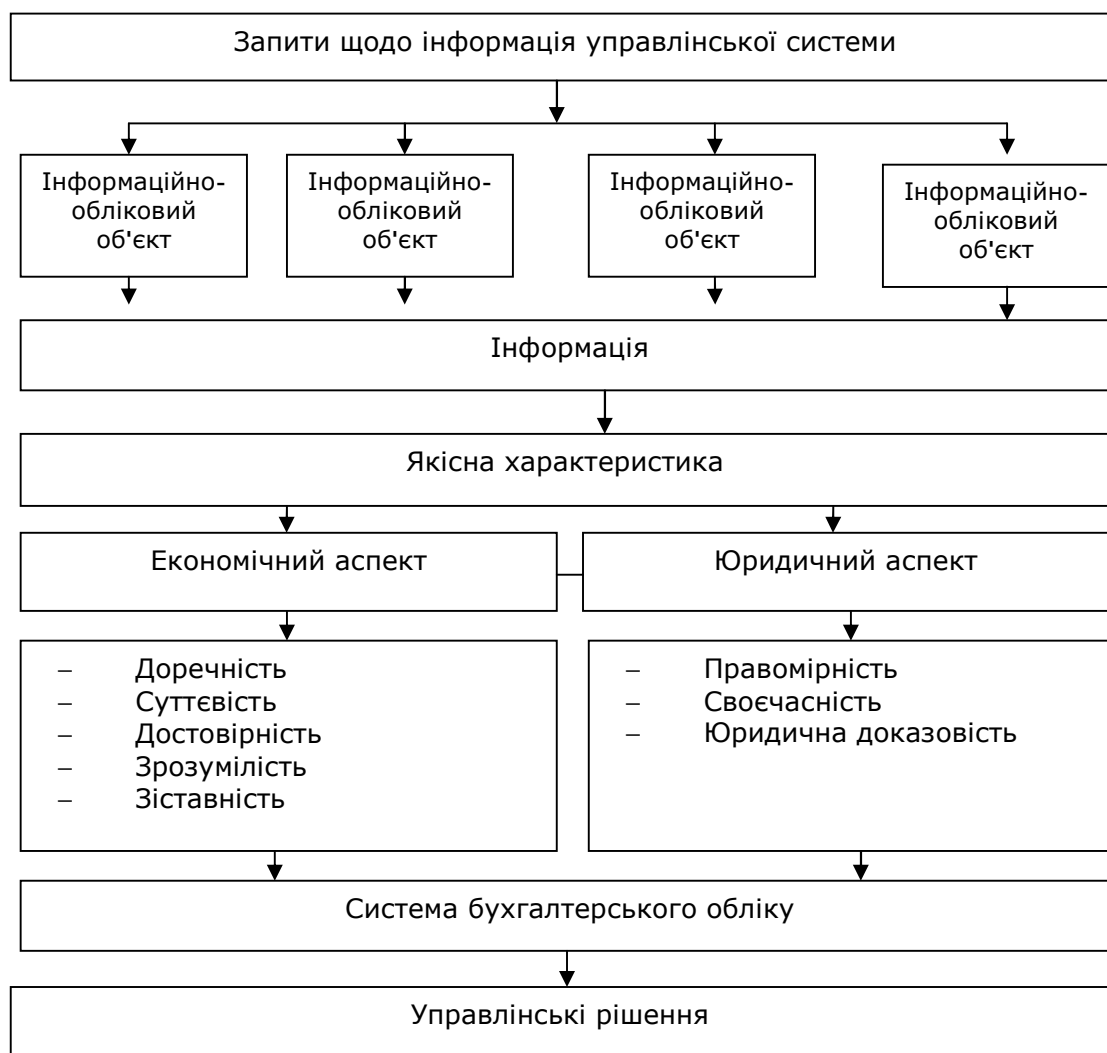 Запити щодо інформація управлінської системи
Інформаційно-
обліковий
об'єкт
Інформаційно-
обліковий
об'єкт
Інформаційно-
обліковий
об'єкт
Інформаційно-
обліковий
об'єкт
Інформація
Якісна характеристика
Економічний аспект
Юридичний аспект
– Доречність
– Суттєвість
– Достовірність
– Зрозумілість
– Зіставність
– Правомірність
– Своєчасність
– Юридична доказовість
Система бухгалтерського обліку
Управлінські рішення